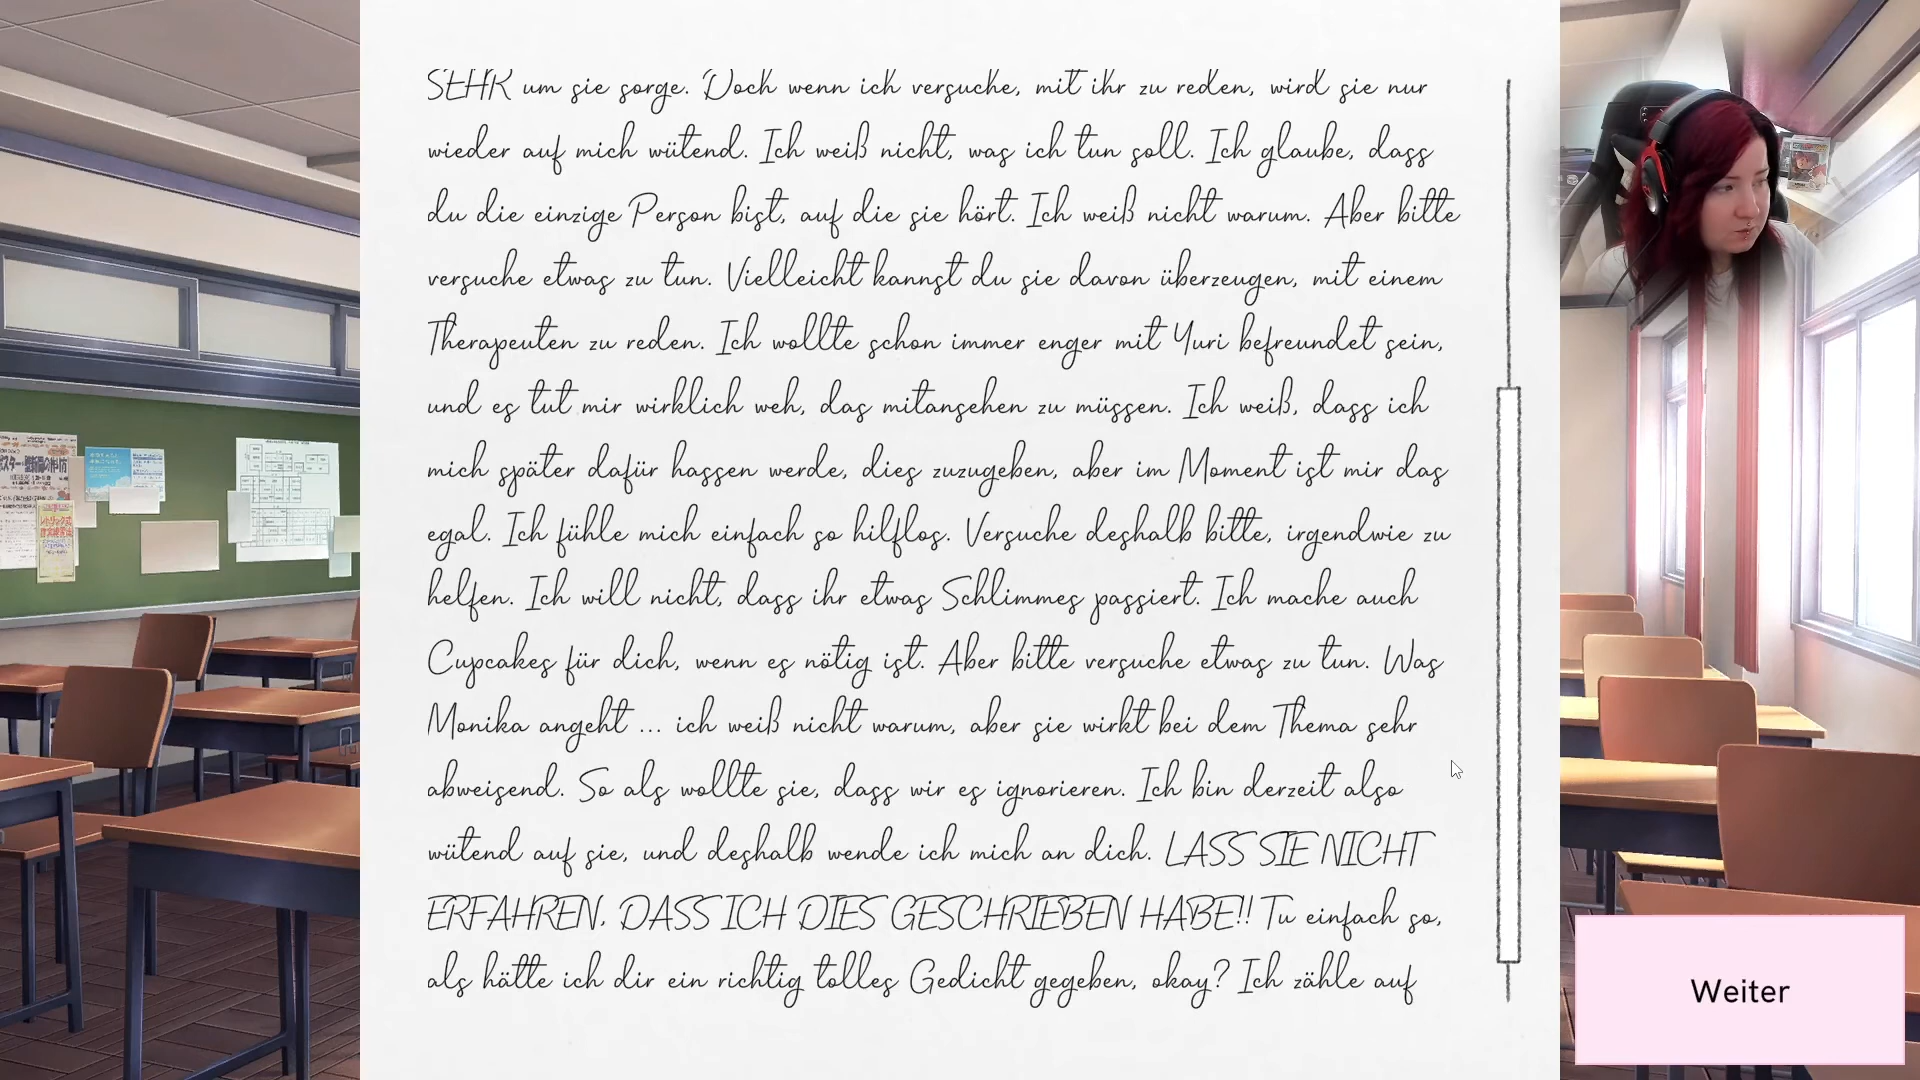 SEHR um sie sorge. Doch wenn ich versuche, mit ihr zu reden, wird sie nur
wieder auf mich wütend. Ich weiß nicht, was ich tun soll. Ich glaube, dass
du die einzige Person bist, auf die sie hört. Ich weiß nicht warum. Aber bitte
versuche etwas zu tun. Vielleicht kannst du sie davon überzeugen, mit einem
Therapeuten zu reden. Ich wollte schon immer enger mit Yuri befreundet sein,
und es tut mir wirklich weh, das mitansehen zu müssen. Ich weiß, dass ich
mich später dafür hassen werde, dies zuzugeben, aber im Moment ist mir das
egal. Ich fühle mich einfach so hilflos. Versuche deshalb bitte, irgendwie zu
helfen. Ich will nicht, dass ihr etwas Schlimmes passiert. Ich mache auch
Cupcakes für dich, wenn es nötig ist. Aber bitte versuche etwas zu tun. Was
Monika angeht ... ich weiß nicht warum, aber sie wirkt bei dem Thema sehr
abweisend. So als wollte sie, dass wir es ignorieren. Ich bin derzeit also
wütend auf sie, und deshalb wende ich mich an dich. LASS SIE NICHT
ERFAHREN, DASS ICH DIES GESCHRIEBEN HABE!! Tu einfach so,
als hätte ich dir ein richtig tolles Gedicht gegeben, okay? Ich zähle auf
Weiter